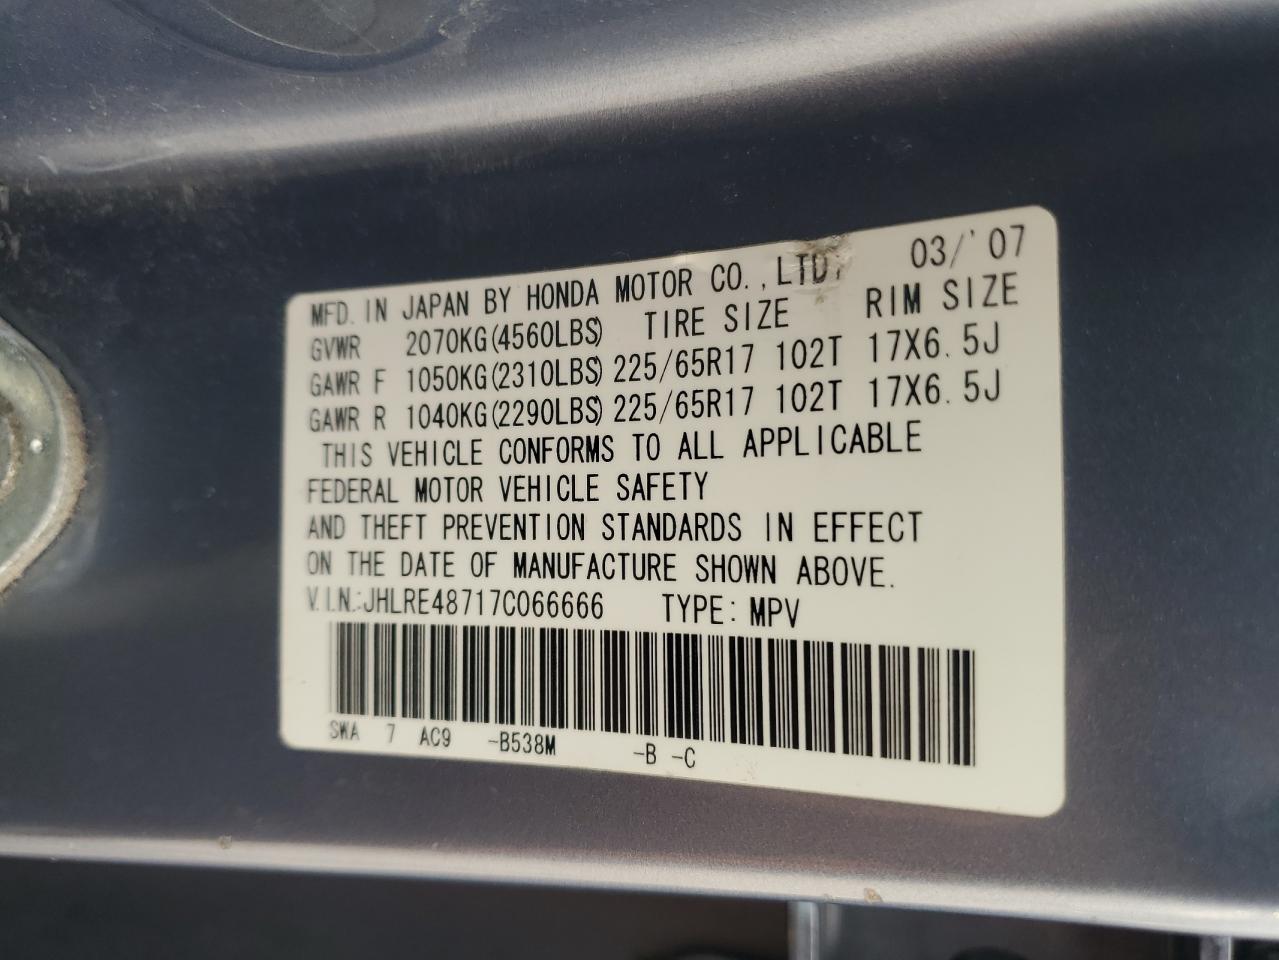 MFD. IN JAPAN BY HONDA MOTOR CO., LTD. 03/'07
GVWR 2070KG(4560LBS) TIRE SIZE RIM SIZE
GAWR F 1050KG(2310LBS) 225/65R17 102T 17X6.5J
GAWR R 1040KG(2290LBS) 225/65R17 102T 17X6.5J
THIS VEHICLE CONFORMS TO ALL APPLICABLE
FEDERAL MOTOR VEHICLE SAFETY
AND THEFT PREVENTION STANDARDS IN EFFECT
ON THE DATE OF MANUFACTURE SHOWN ABOVE.
V.I.N.:JHLRE48717C066666 TYPE: MPV
SWA 7 AC9 -B538M -B -C